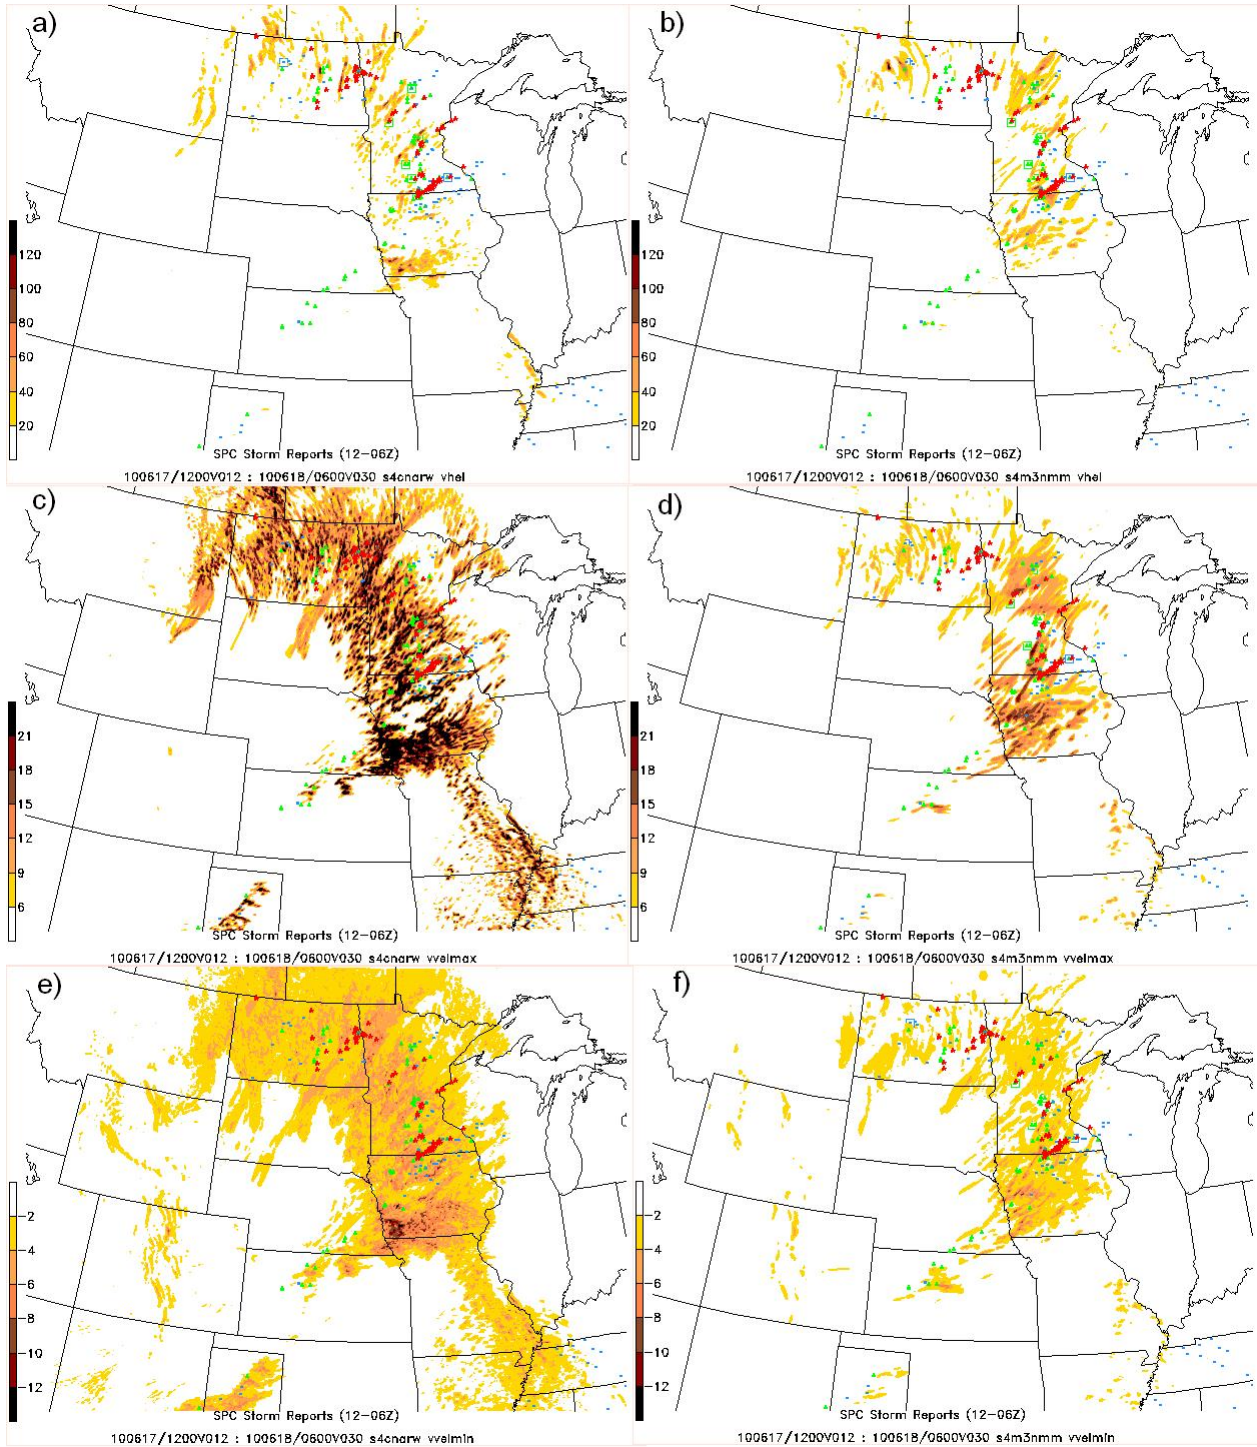 a)
120
100
80
60
40
20
SPC Storm Reports (12-06Z)
100617/1200V012 : 100618/0600V030 s4cnarw vhel
b)
120
100
80
60
40
20
SPC Storm Reports (12-06Z)
100617/1200V012 : 100618/0600V030 s4m3nmm vhel
c)
21
18
15
12
9
6
SPC Storm Reports (12-06Z)
100617/1200V012 : 100618/0600V030 s4cnarw vvelmax
d)
21
18
15
12
9
6
SPC Storm Reports (12-06Z)
100617/1200V012 : 100618/0600V030 s4m3nmm vvelmax
e)
-2
-4
-6
-8
-10
-12
SPC Storm Reports (12-06Z)
100617/1200V012 : 100618/0600V030 s4cnarw vvelmin
f)
-2
-4
-6
-8
-10
-12
SPC Storm Reports (12-06Z)
100617/1200V012 : 100618/0600V030 s4m3nmm vvelmin